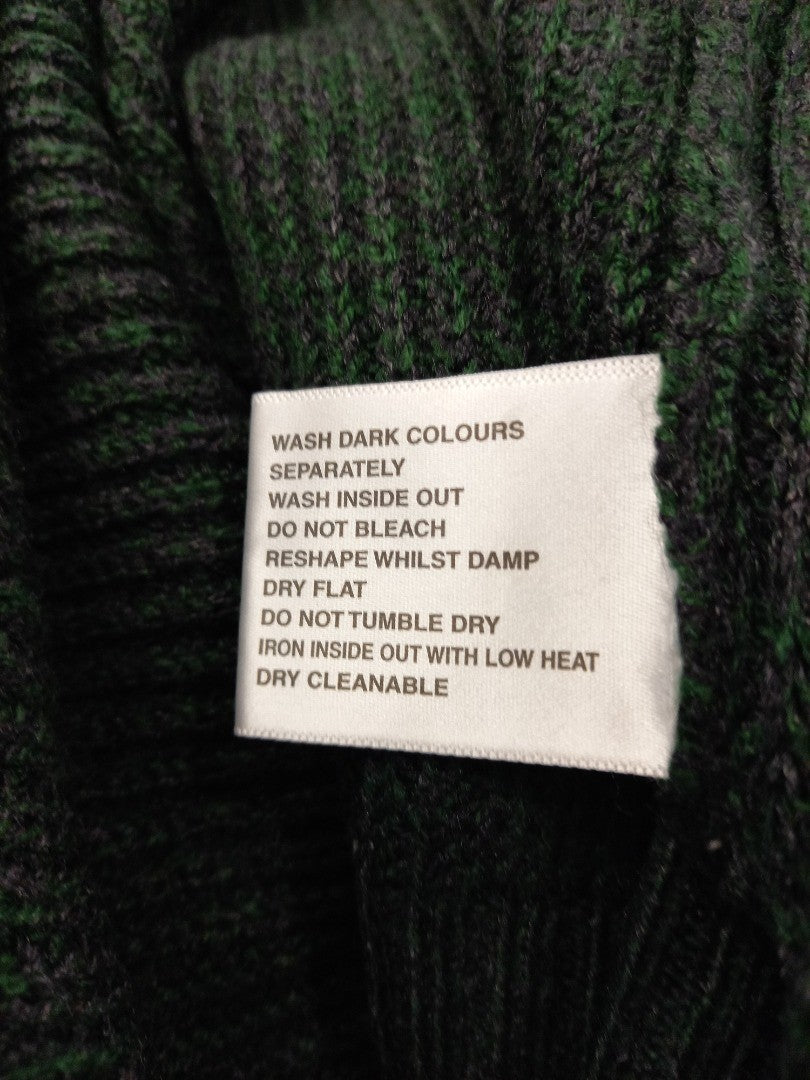 WASH DARK COLOURS
SEPARATELY
WASH INSIDE OUT
DO NOT BLEACH
RESHAPE WHILST DAMP
DRY FLAT
DO NOT TUMBLE DRY
IRON INSIDE OUT WITH LOW HEAT
DRY CLEANABLE